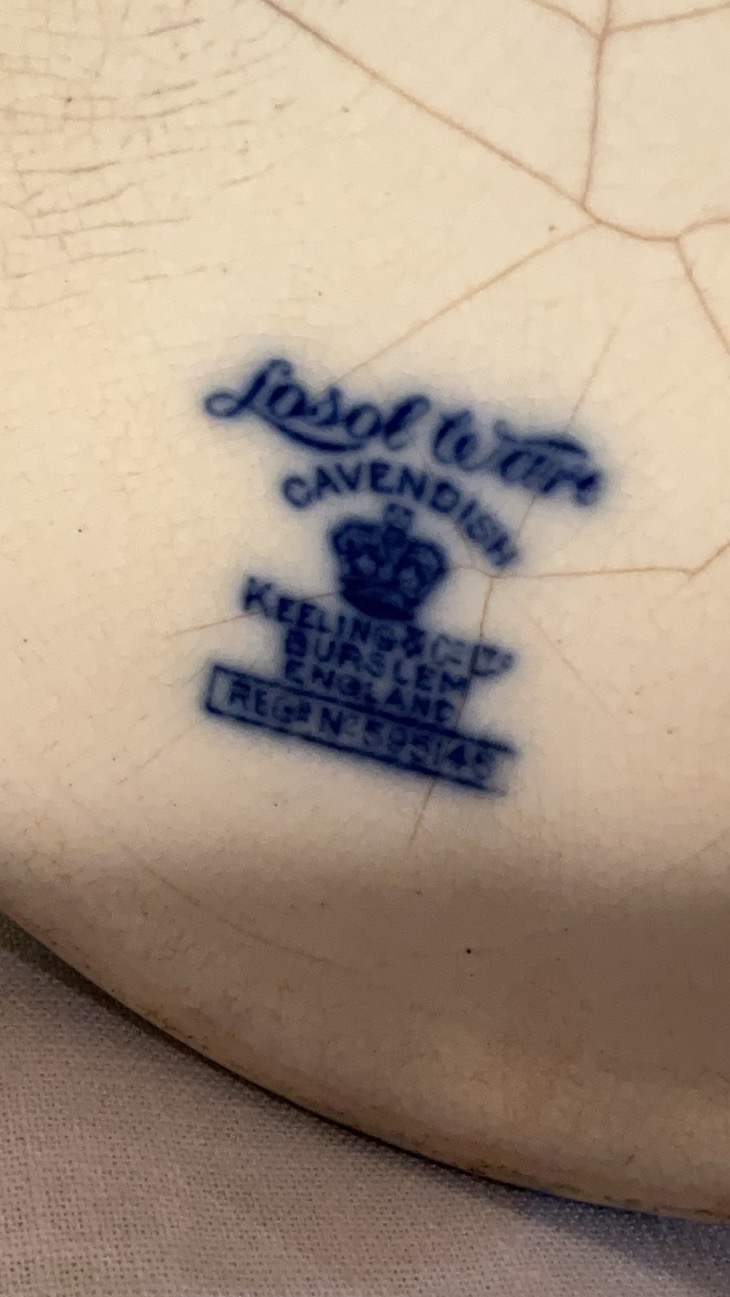 Losol Ware
CAVENDISH
KEELING & Co LTD
BURSLEM
ENGLAND
REGD No 595145